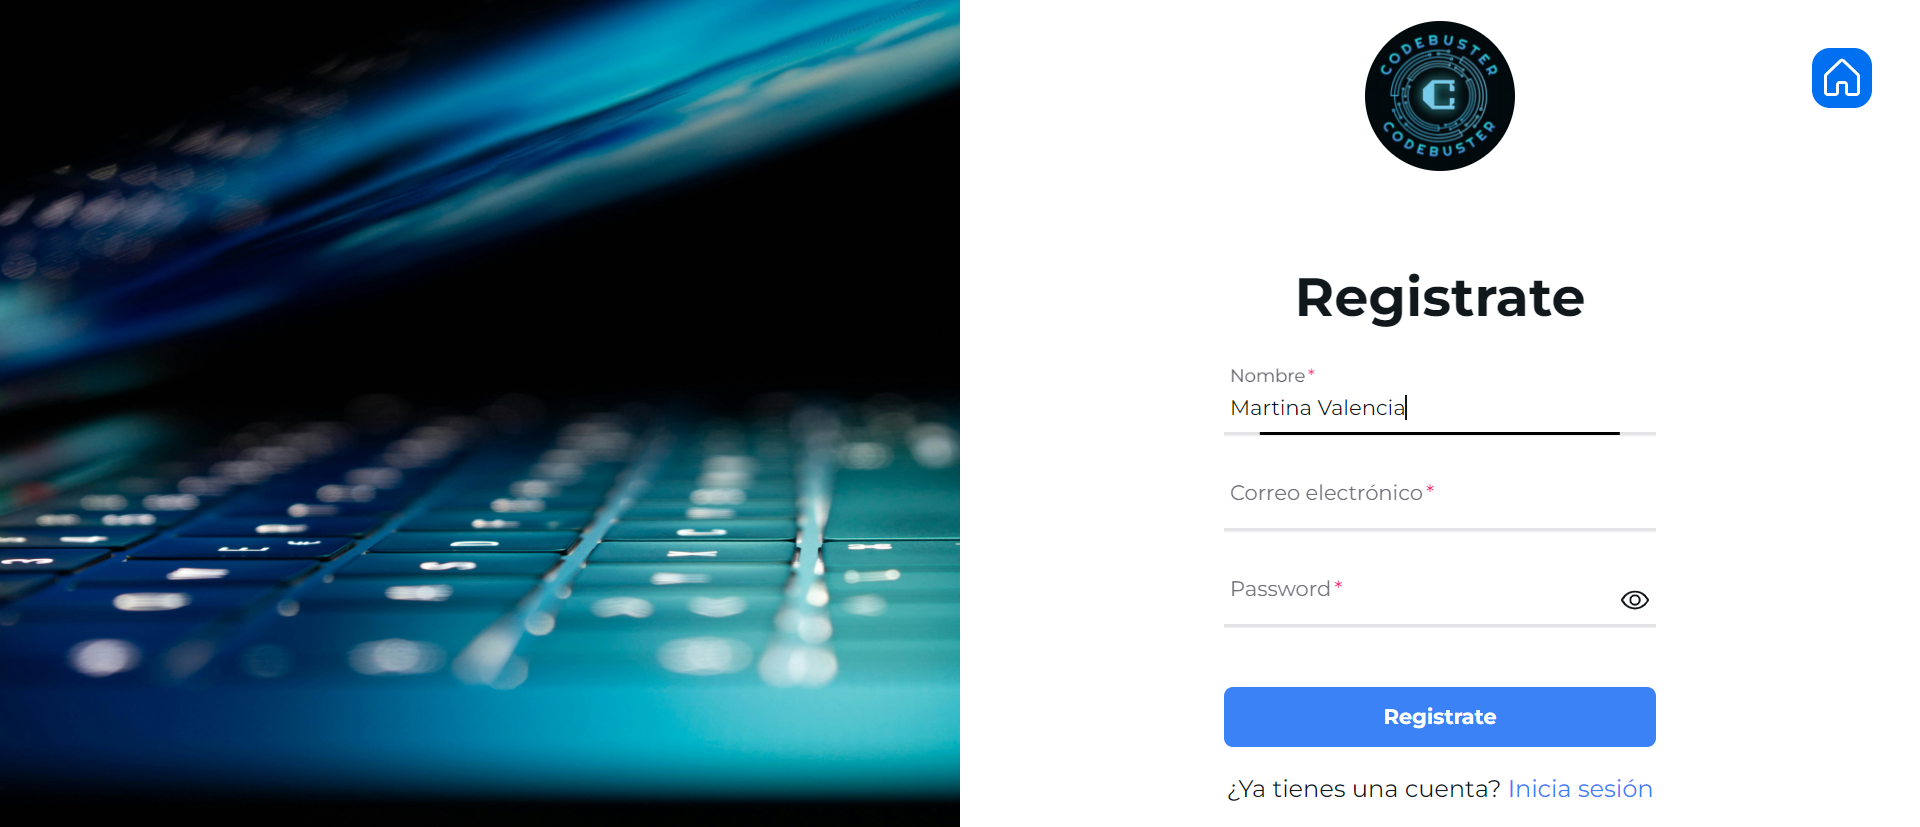 CODEBUSTER
C
CODEBUSTER
Registrate
Nombre*
Martina Valencia
Correo electrónico*
Password*
Registrate
¿Ya tienes una cuenta? Inicia sesión